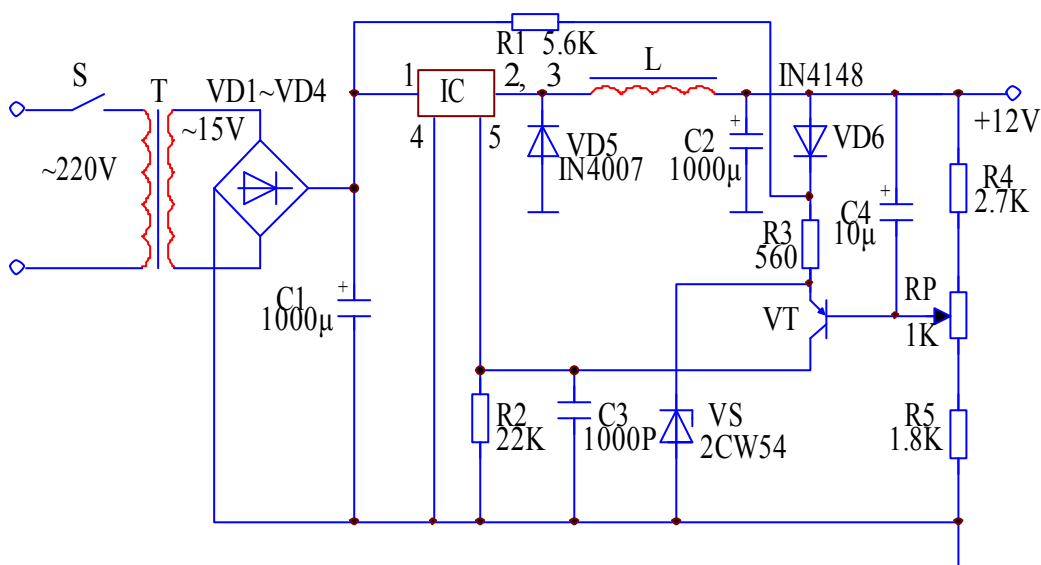 R1 5.6K
S
T
VD1~VD4
1
IC
2, 3
L
IN4148
~15V
4
5
VD5
IN4007
C2
1000μ
+
VD6
+12V
~220V
R4
2.7K
+
C4
10μ
R3
560
C1
1000μ
+
VT
RP
1K
R2
22K
C3
1000P
VS
2CW54
R5
1.8K